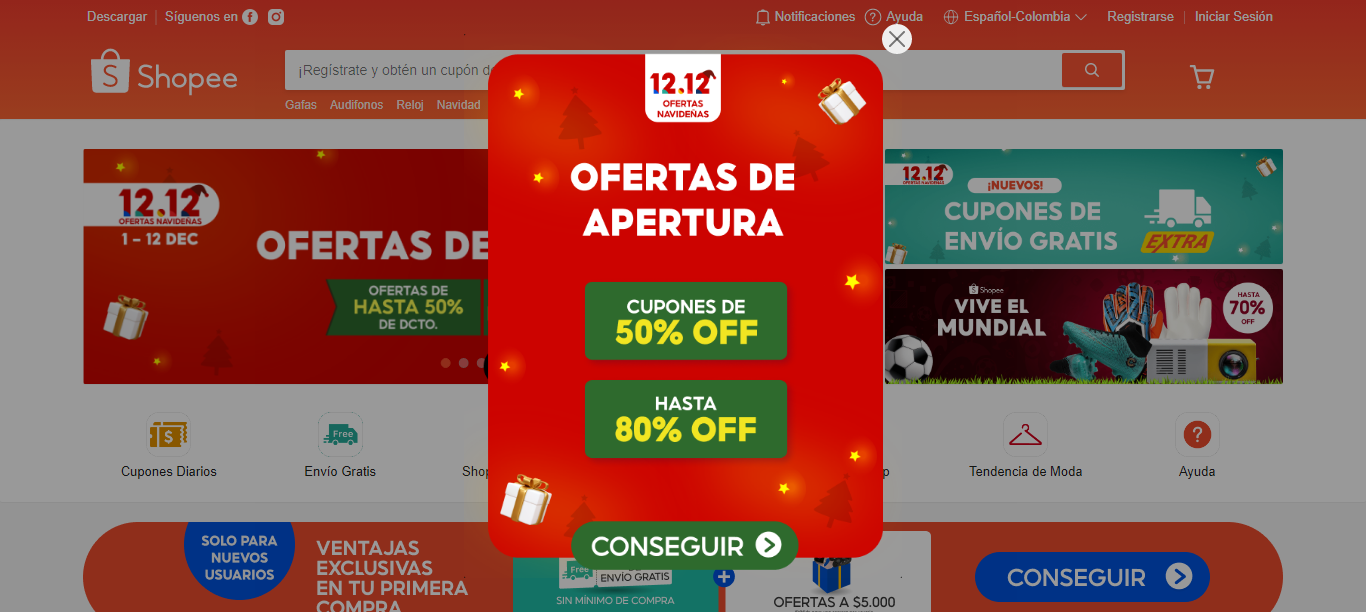 Descargar
Síguenos en
Notificaciones
Ayuda
Español-Colombia
Registrarse
Iniciar Sesión
Shopee
¡Regístrate y obtén un cupón
Gafas
Audifonos
Reloj
Navidad
12.12
OFERTAS
NAVIDEÑAS
OFERTAS DE
APERTURA
CUPONES DE
50% OFF
HASTA
80% OFF
CONSEGUIR
12.12
OFERTAS NAVIDEÑAS
1 – 12 DEC
OFERTAS DE
OFERTAS DE
HASTA 50%
DE DCTO.
12.12
OFERTAS NAVIDEÑAS
¡NUEVOS!
CUPONES DE
ENVÍO GRATIS
EXTRA
Shopee
VIVE EL
MUNDIAL
HASTA
70%
OFF
Cupones Diarios
Free
Envío Gratis
Tendencia de Moda
Ayuda
SOLO PARA
NUEVOS
USUARIOS
VENTAJAS
EXCLUSIVAS
EN TU PRIMERA
COMPRA
Free
ENVÍO GRATIS
SIN MÍNIMO DE COMPRA
OFERTAS A $5.000
CONSEGUIR